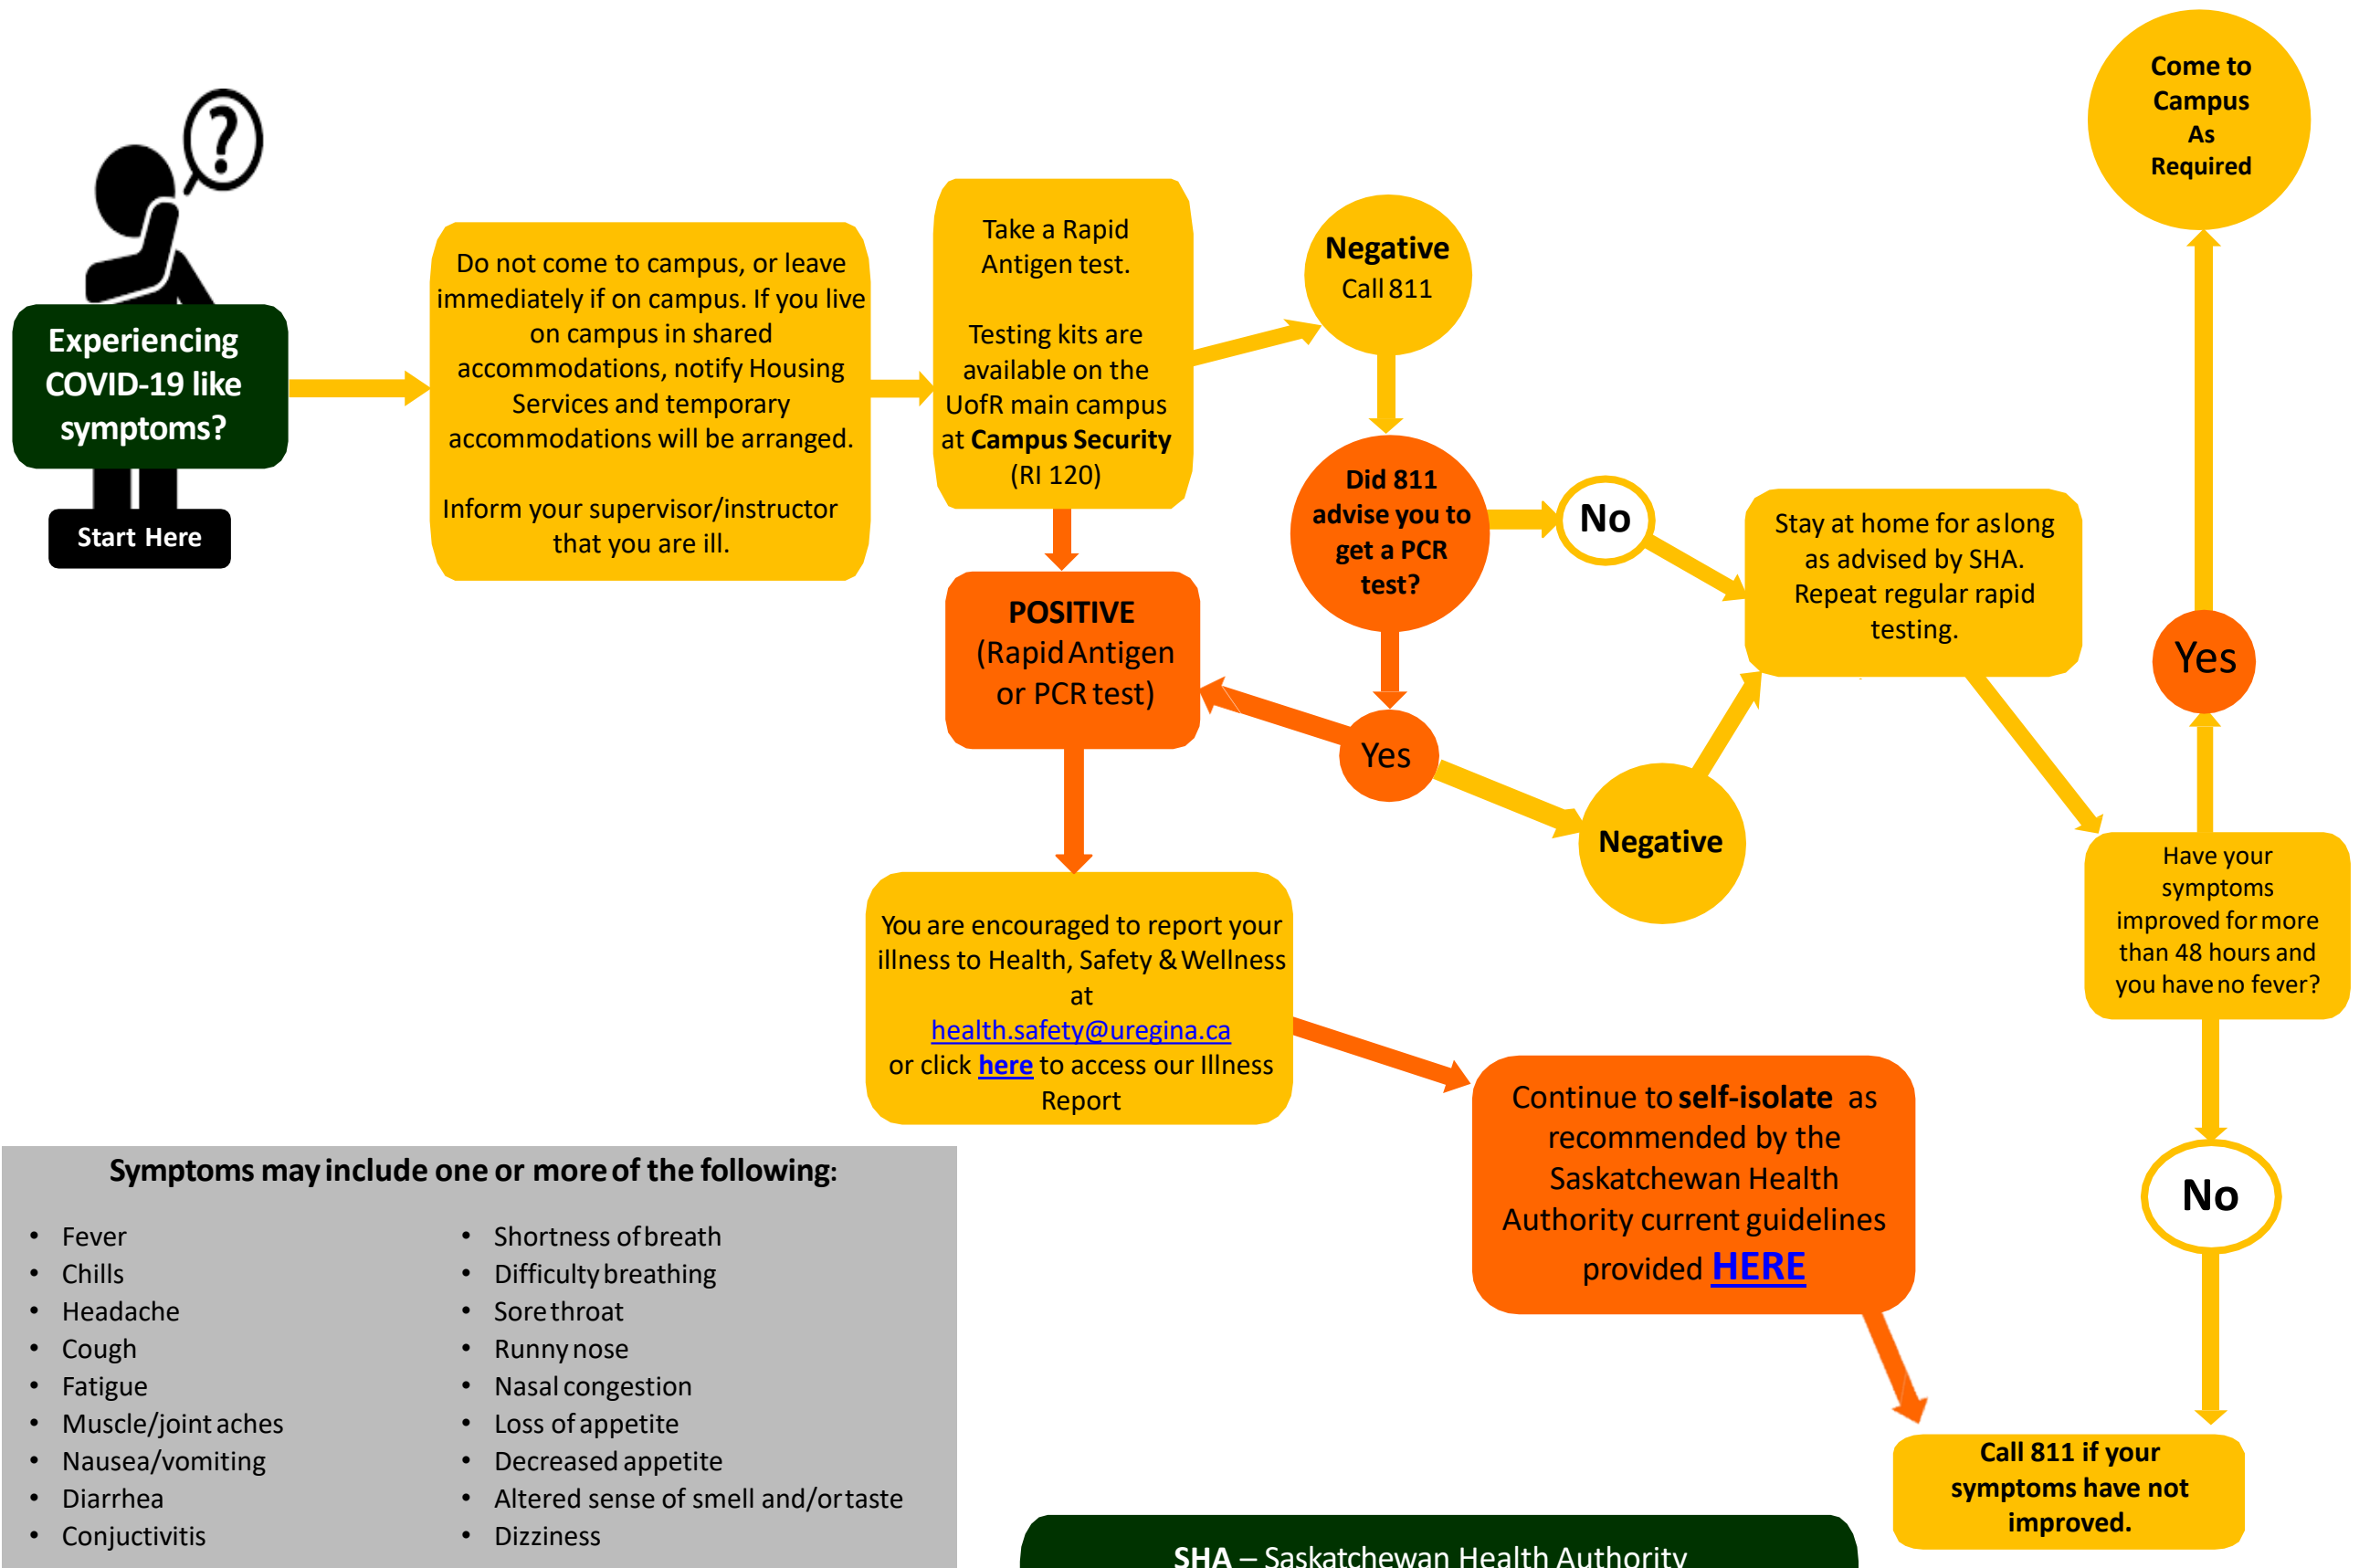 ?
Experiencing
COVID-19 like
symptoms?
Start Here
Do not come to campus, or leave
immediately if on campus. If you live
on campus in shared
accommodations, notify Housing
Services and temporary
accommodations will be arranged.
Inform your supervisor/instructor
that you are ill.
Take a Rapid
Antigen test.
Testing kits are
available on the
UofR main campus
at Campus Security
(RI 120)
Negative
Call 811
Did 811
advise you to
get a PCR
test?
No
Yes
POSITIVE
(Rapid Antigen
or PCR test)
Negative
Stay at home for as long
as advised by SHA.
Repeat regular rapid
testing.
Come to
Campus
As
Required
Yes
Have your
symptoms
improved for more
than 48 hours and
you have no fever?
No
You are encouraged to report your
illness to Health, Safety & Wellness
at
health.safety@uregina.ca
or click here to access our Illness
Report
Continue to self-isolate as
recommended by the
Saskatchewan Health
Authority current guidelines
provided HERE
Call 811 if your
symptoms have not
improved.
Symptoms may include one or more of the following:
• Fever
• Chills
• Headache
• Cough
• Fatigue
• Muscle/joint aches
• Nausea/vomiting
• Diarrhea
• Conjuctivitis
• Shortness of breath
• Difficulty breathing
• Sore throat
• Runny nose
• Nasal congestion
• Loss of appetite
• Decreased appetite
• Altered sense of smell and/or taste
• Dizziness
SHA – Saskatchewan Health Authority